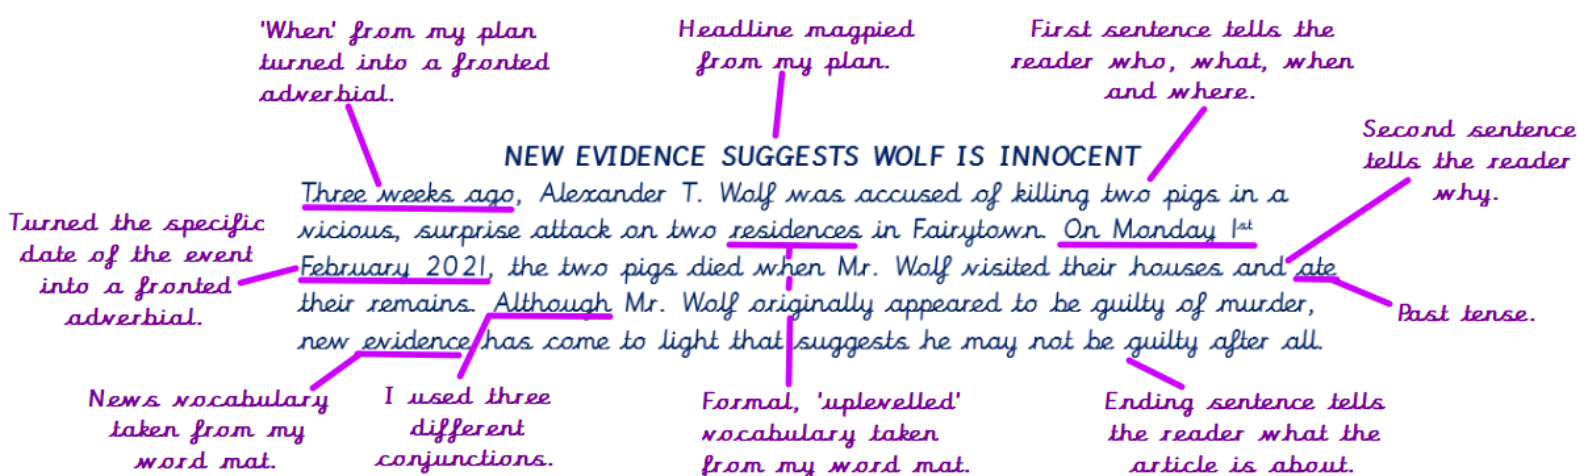 'When' from my plan
turned into a fronted
adverbial.
Headline magpied
from my plan.
First sentence tells the
reader who, what, when
and where.
Second sentence
tells the reader
why.
NEW EVIDENCE SUGGESTS WOLF IS INNOCENT
Three weeks ago, Alexander T. Wolf was accused of killing two pigs in a
vicious, surprise attack on two residences in Fairytown. On Monday 1st
February 2021, the two pigs died when Mr. Wolf visited their houses and ate
their remains. Although Mr. Wolf originally appeared to be guilty of murder,
new evidence has come to light that suggests he may not be guilty after all.
Turned the specific
date of the event
into a fronted
adverbial.
Past tense.
News vocabulary
taken from my
word mat.
I used three
different
conjunctions.
Formal, 'uplevelled'
vocabulary taken
from my word mat.
Ending sentence tells
the reader what the
article is about.